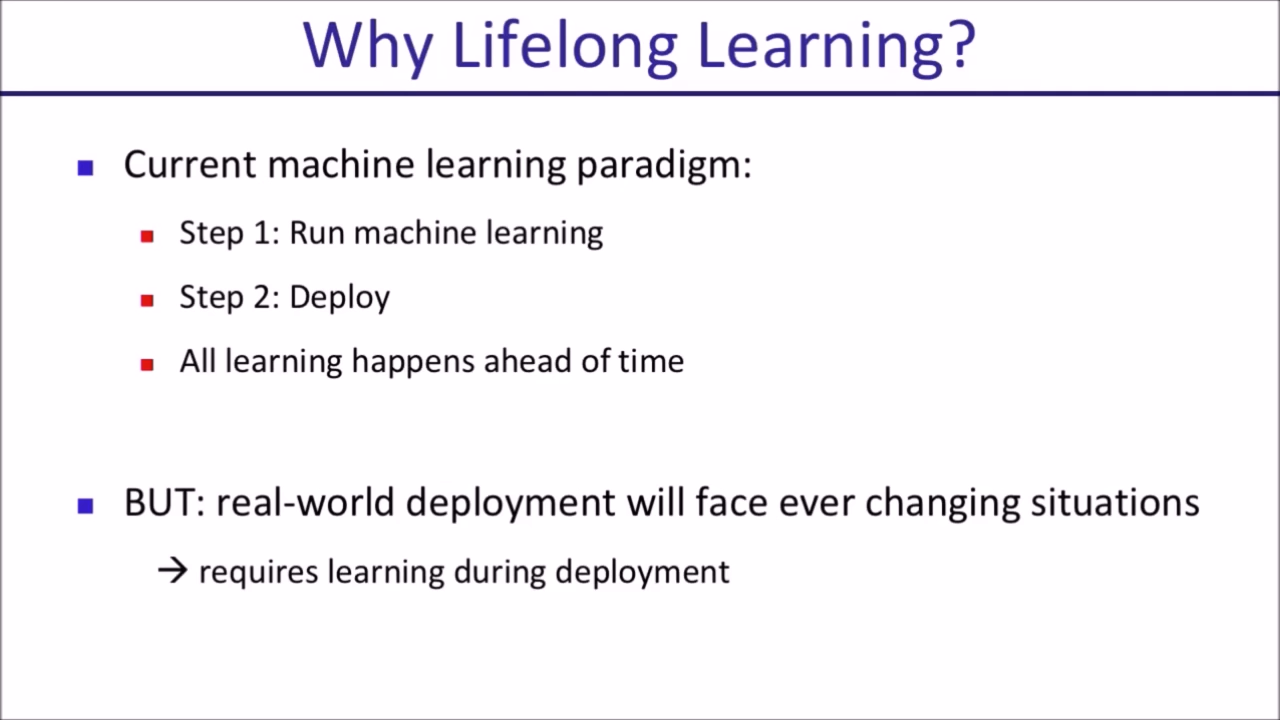 Why Lifelong Learning?
Current machine learning paradigm:
Step 1: Run machine learning
Step 2: Deploy
All learning happens ahead of time
BUT: real-world deployment will face ever changing situations
→ requires learning during deployment